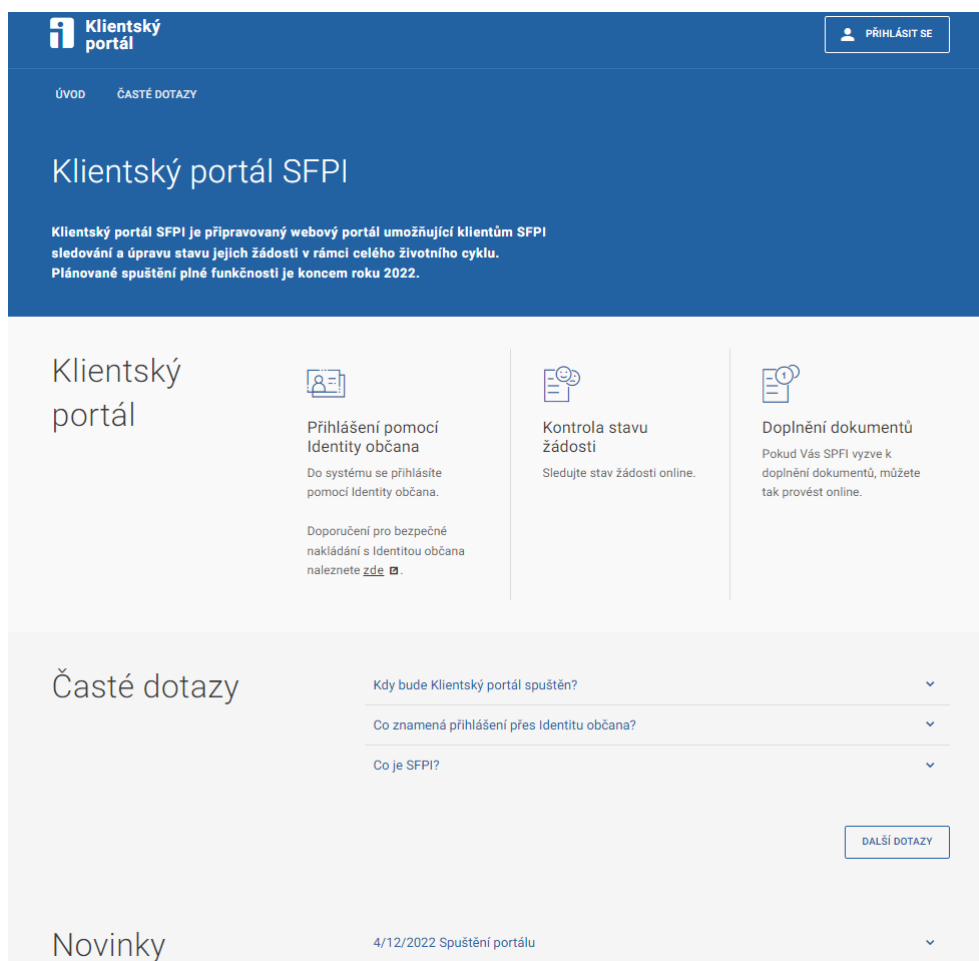 Klientský
portál
PŘIHLÁSIT SE
ÚVOD
ČASTÉ DOTAZY
Klientský portál SFPI
Klientský portál SFPI je připravovaný webový portál umožňující klientům SFPI
sledování a úpravu stavu jejich žádosti v rámci celého životního cyklu.
Plánované spuštění plné funkčnosti je koncem roku 2022.
Klientský
portál
Přihlášení pomocí
Identity občana
Do systému se přihlásíte
pomocí Identity občana.
Doporučení pro bezpečné
nakládání s Identitou občana
naleznete zde .
Kontrola stavu
žádosti
Sledujte stav žádosti online.
1
Doplnění dokumentů
Pokud Vás SPFI vyzve k
doplnění dokumentů, můžete
tak provést online.
Časté dotazy
Kdy bude Klientský portál spuštěn?
Co znamená přihlášení přes Identitu občana?
Co je SFPI?
DALŠÍ DOTAZY
Novinky
4/12/2022 Spuštění portálu